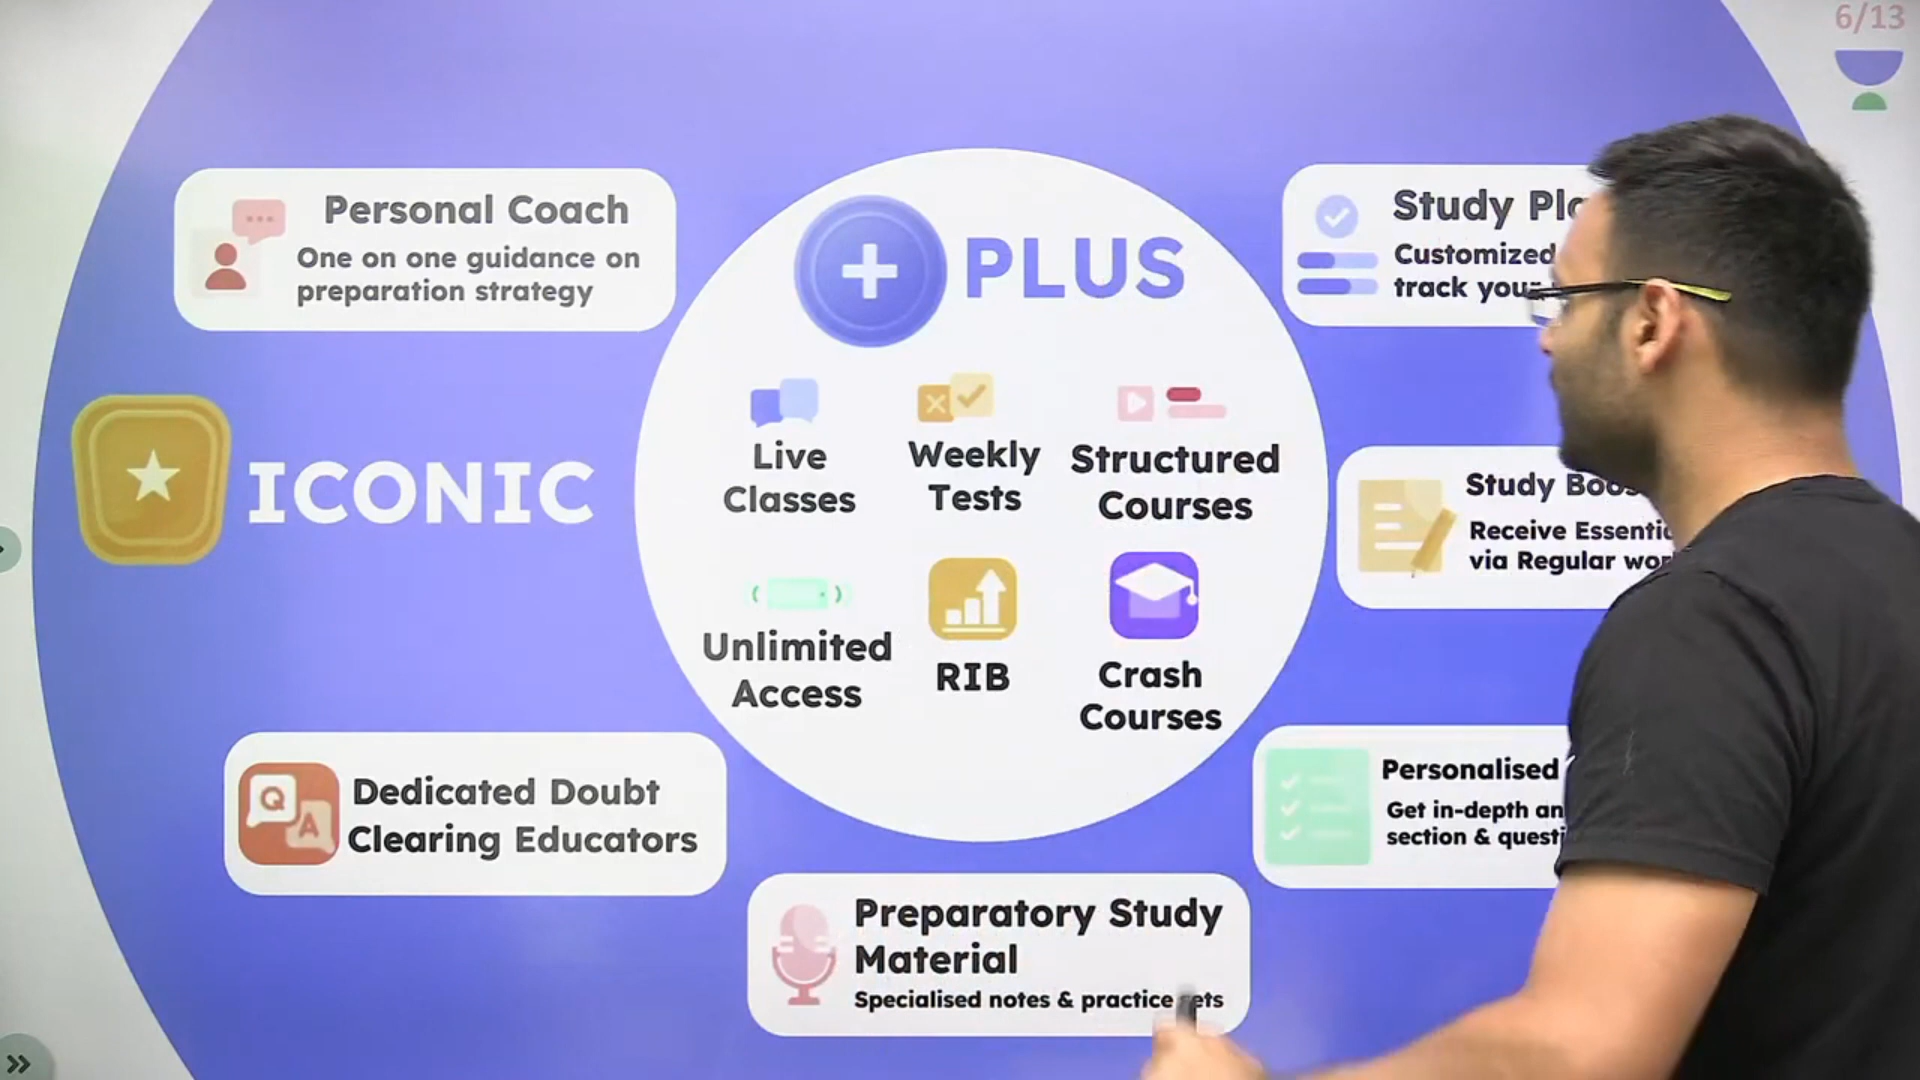 6/13
Personal Coach
One on one guidance on
preparation strategy
PLUS
Study
Customized
track your
ICONIC
Live
Classes
Weekly
Tests
Structured
Courses
Study
Receive
via Regular
Unlimited
Access
RIB
Crash
Courses
Dedicated Doubt
Clearing Educators
Q
A
Personalised
Get in-depth
section &
Preparatory Study
Material
Specialised notes & practice sets